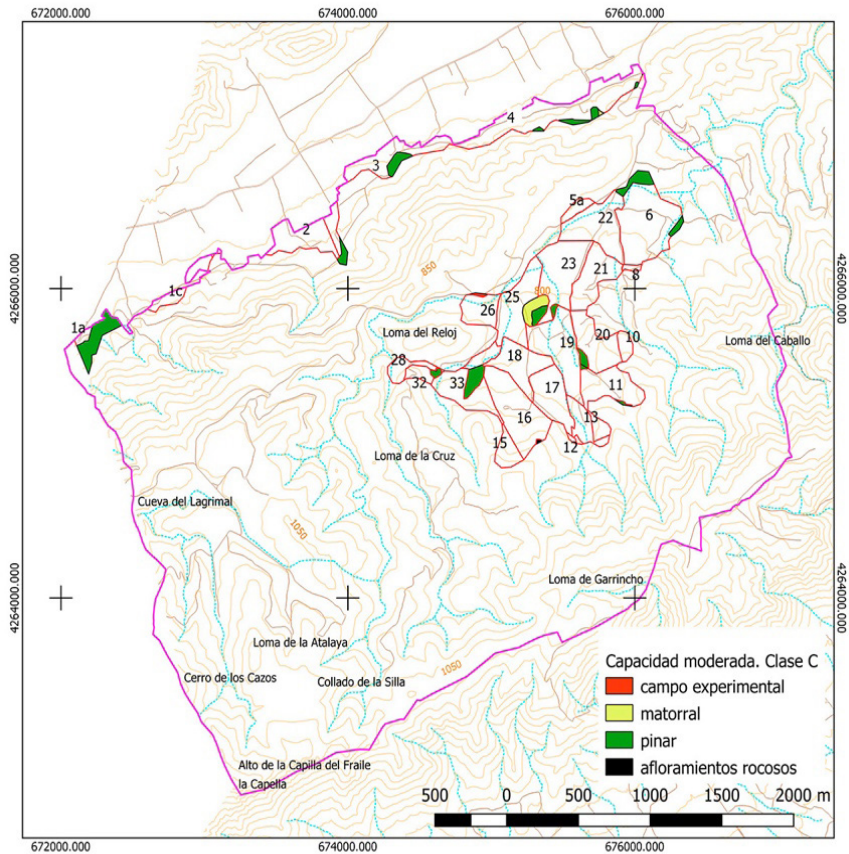 672000.000 674000.000 676000.000
4
3
5a
2
22
6
23
21
8
850
4266000.000
4266000.000
1c
800
25
26
1a
Loma del Reloj
20
10
19
Loma del Caballo
18
28
32
33
17
11
16
13
15
12
Loma de la Cruz
Cueva del Lagrimal
1050
Loma de Garrincho
4264000.000
4264000.000
Loma de la Atalaya
1050
Cerro de los Cazos
Collado de la Silla
Alto de la Capilla del Fraile
la Capella
Capacidad moderada. Clase C
campo experimental
matorral
pinar
afloramientos rocosos
500 0 500 1000 1500 2000 m
672000.000 674000.000 676000.000